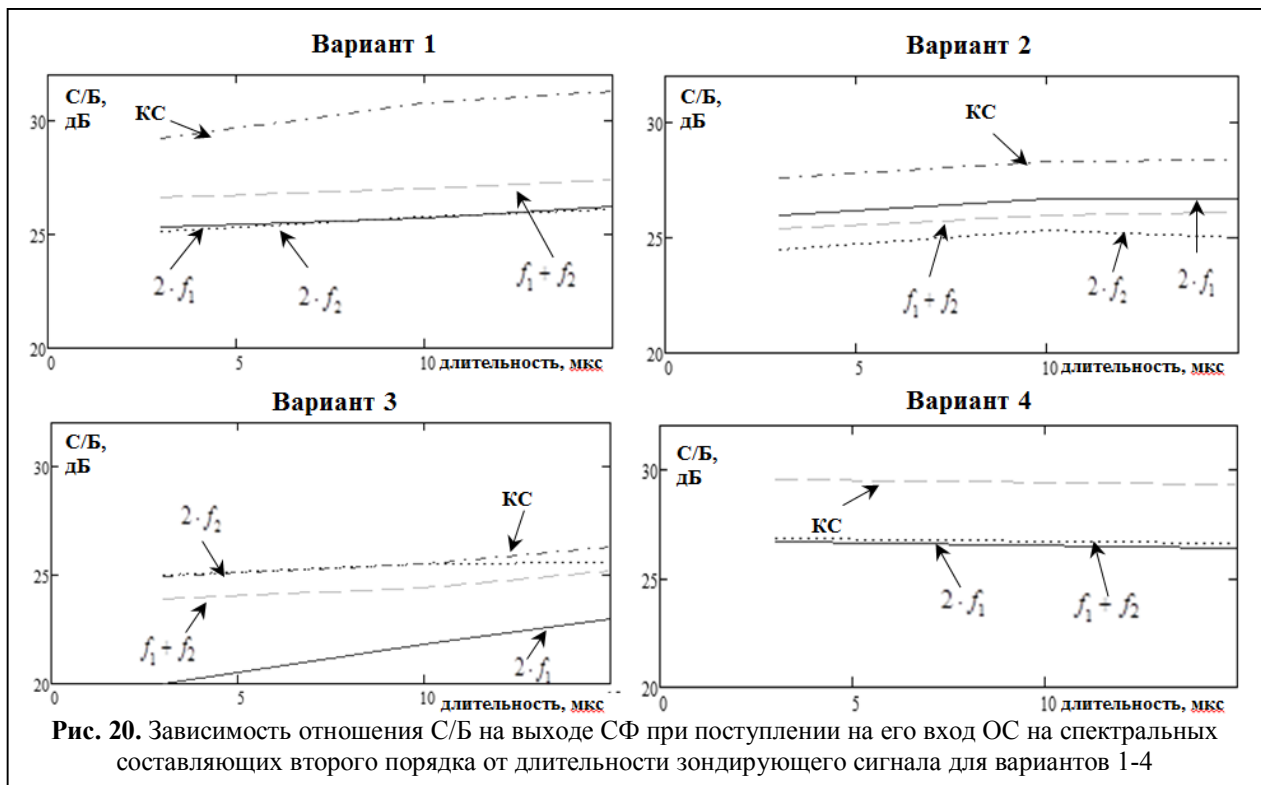 Вариант 1
С/Б,
дБ
30
25
20
КС
2·f₁
2·f₂
f₁ + f₂
0
5
10
длительность, мкс
Вариант 2
С/Б,
дБ
30
25
20
КС
f₁ + f₂
2·f₂
2·f₁
0
5
10
длительность, мкс
Вариант 3
С/Б,
дБ
30
25
20
2·f₂
КС
f₁ + f₂
2·f₁
0
5
10
длительность, мкс
Вариант 4
С/Б,
дБ
30
25
20
КС
2·f₁
f₁ + f₂
0
5
10
длительность, мкс
Рис. 20. Зависимость отношения С/Б на выходе СФ при поступлении на его вход ОС на спектральных
составляющих второго порядка от длительности зондирующего сигнала для вариантов 1-4